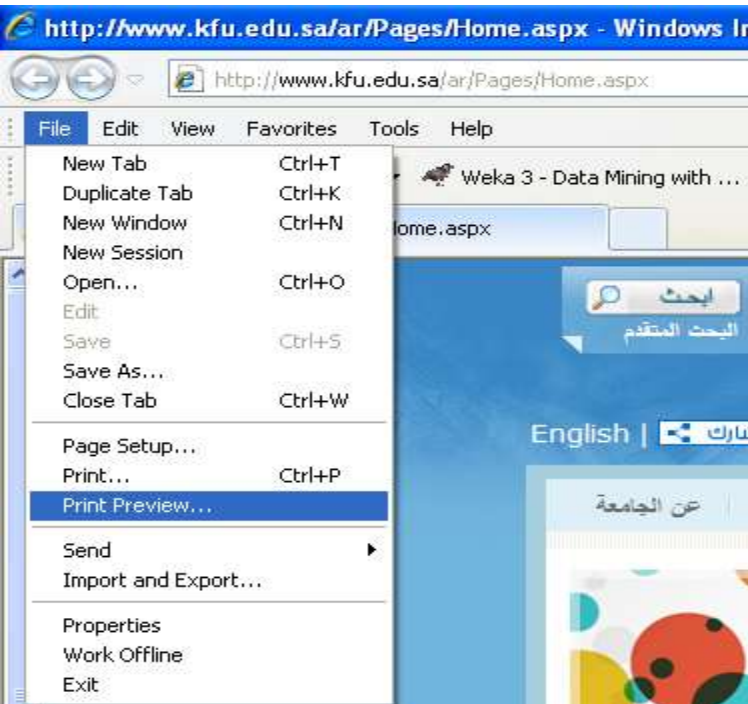 http://www.kfu.edu.sa/ar/Pages/Home.aspx - Windows
http://www.kfu.edu.sa/ar/Pages/Home.aspx
File Edit View Favorites Tools Help
Weka 3 - Data Mining with ...
Home.aspx
New Tab Ctrl+T
Duplicate Tab Ctrl+K
New Window Ctrl+N
New Session
Open... Ctrl+O
Edit
Save Ctrl+S
Save As...
Close Tab Ctrl+W
Page Setup...
Print... Ctrl+P
Print Preview...
Send
Import and Export...
Properties
Work Offline
Exit
ابحث
البحث المتقدم
English |
عن الجامعة